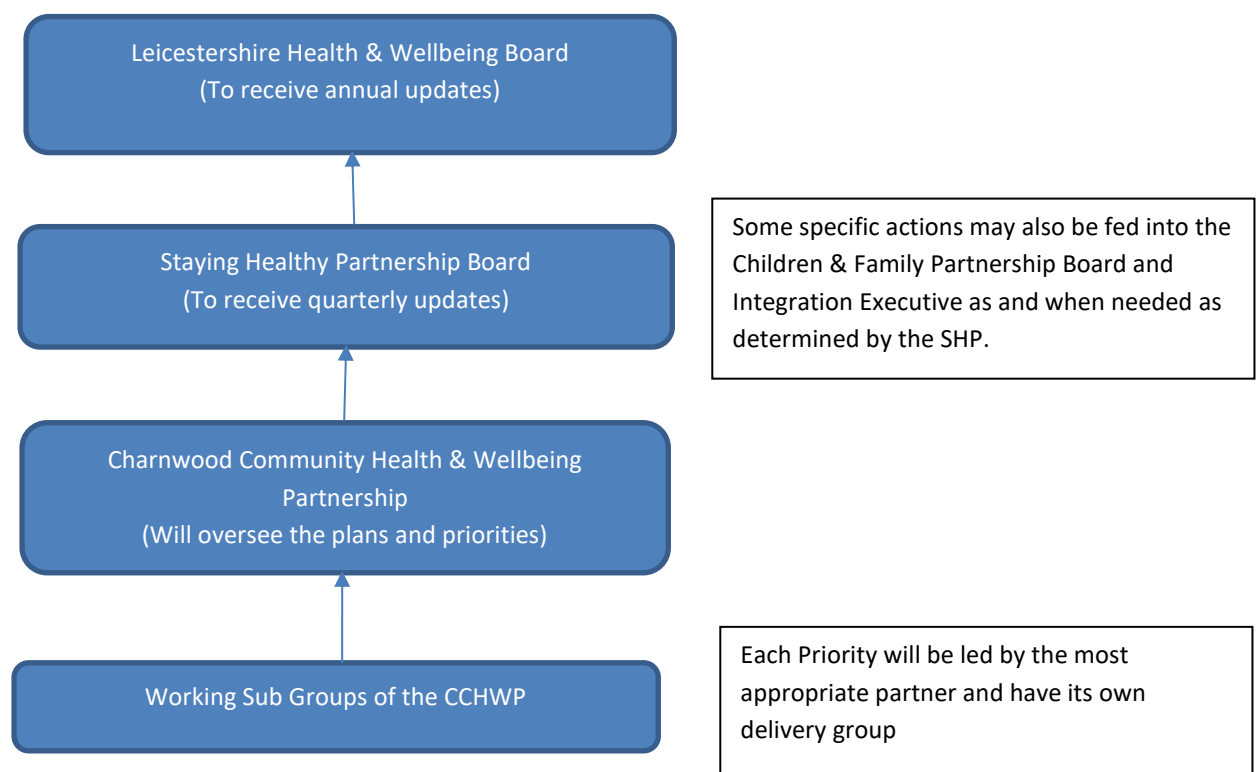 Leicestershire Health & Wellbeing Board
(To receive annual updates)
Staying Healthy Partnership Board
(To receive quarterly updates)
Some specific actions may also be fed into the
Children & Family Partnership Board and
Integration Executive as and when needed as
determined by the SHP.
Charnwood Community Health & Wellbeing
Partnership
(Will oversee the plans and priorities)
Working Sub Groups of the CCHWP
Each Priority will be led by the most
appropriate partner and have its own
delivery group